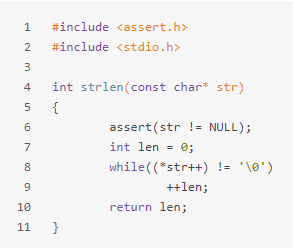 1 #include <assert.h>
2 #include <stdio.h>
3
4 int strlen(const char* str)
5 {
6         assert(str != NULL);
7         int len = 0;
8         while((*str++) != '\0')
9                 ++len;
10         return len;
11 }